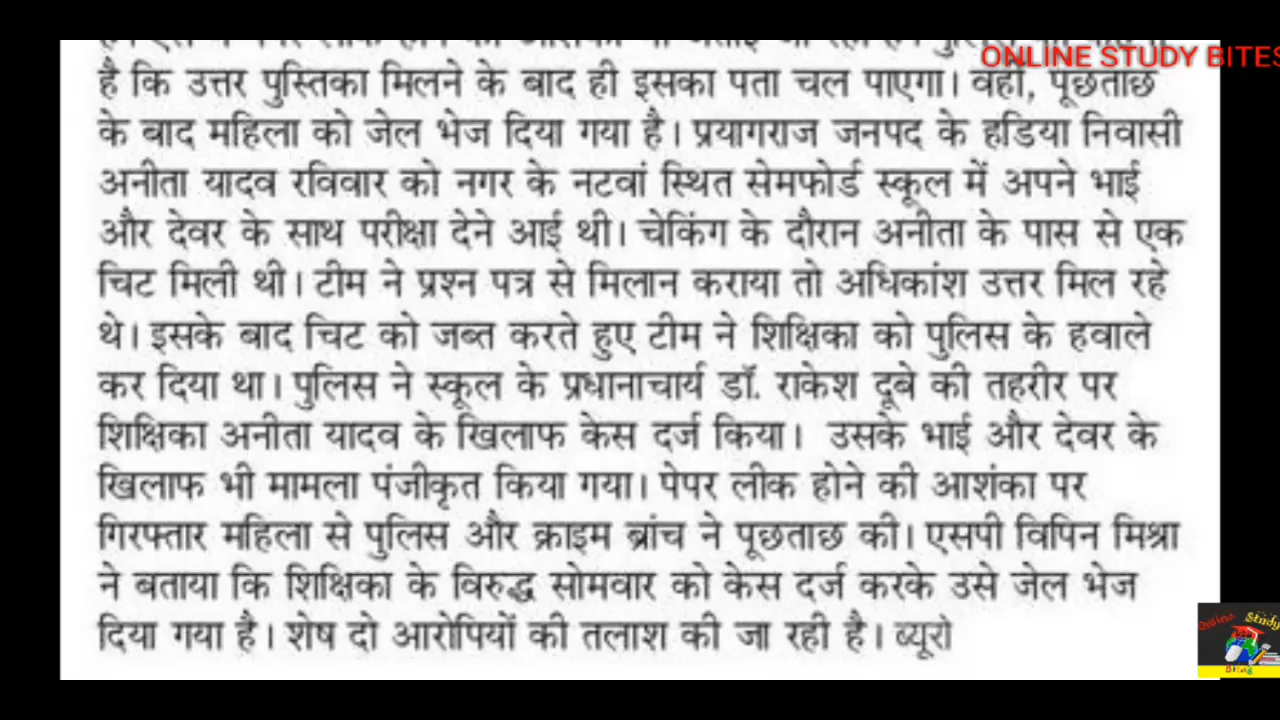 ONLINE STUDY BITES
है कि उत्तर पुस्तिका मिलने के बाद ही इसका पता चल पाएगा। वहीं, पूछताछ
के बाद महिला को जेल भेज दिया गया है। प्रयागराज जनपद के हंडिया निवासी
अनीता यादव रविवार को नगर के नटवां स्थित सेमफोर्ड स्कूल में अपने भाई
और देवर के साथ परीक्षा देने आई थी। चेकिंग के दौरान अनीता के पास से एक
चिट मिली थी। टीम ने प्रश्न पत्र से मिलान कराया तो अधिकांश उत्तर मिल रहे
थे। इसके बाद चिट को जब्त करते हुए टीम ने शिक्षिका को पुलिस के हवाले
कर दिया था। पुलिस ने स्कूल के प्रधानाचार्य डॉ. राकेश दूबे की तहरीर पर
शिक्षिका अनीता यादव के खिलाफ केस दर्ज किया। उसके भाई और देवर के
खिलाफ भी मामला पंजीकृत किया गया। पेपर लीक होने की आशंका पर
गिरफ्तार महिला से पुलिस और क्राइम ब्रांच ने पूछताछ की। एसपी विपिन मिश्रा
ने बताया कि शिक्षिका के विरुद्ध सोमवार को केस दर्ज करके उसे जेल भेज
दिया गया है। शेष दो आरोपियों की तलाश की जा रही है। ब्यूरो
Online Study
Bites